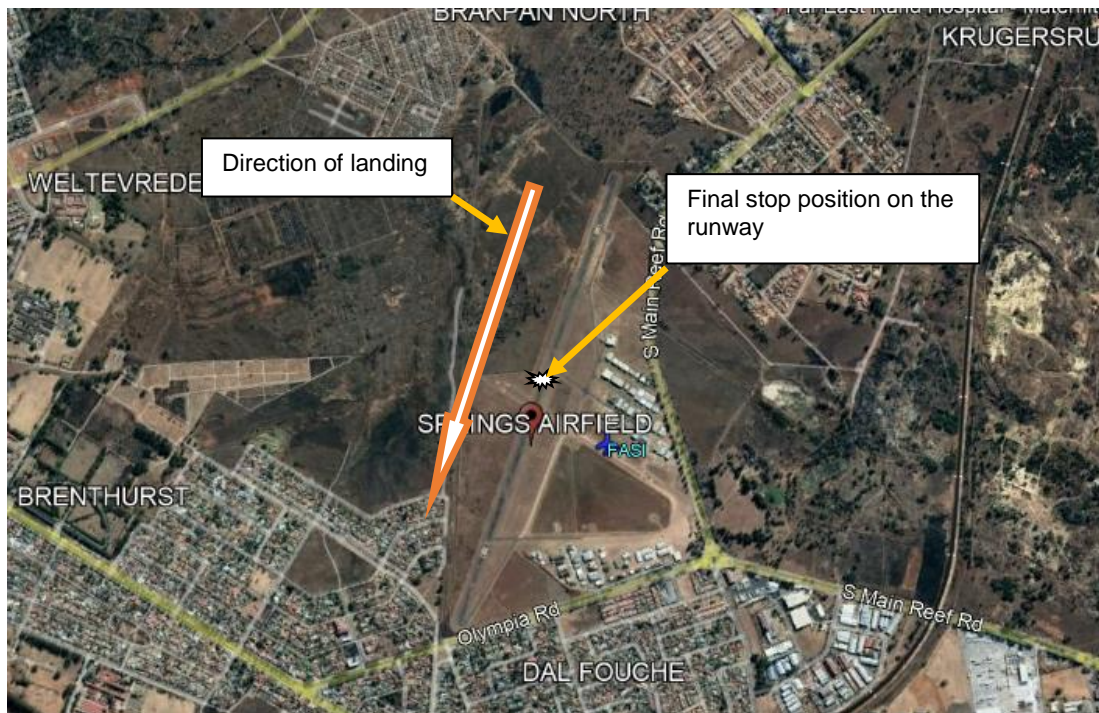 BRAKPAN NORTH
Far East Rand Hospital - Maternit
KRUGERSRU
Direction of landing
WELTEVREDE
Final stop position on the
runway
S Main Reef Rd
SPRINGS AIRFIELD
FASI
BRENTHURST
S Main Reef Rd
Olympia Rd
DAL FOUCHE